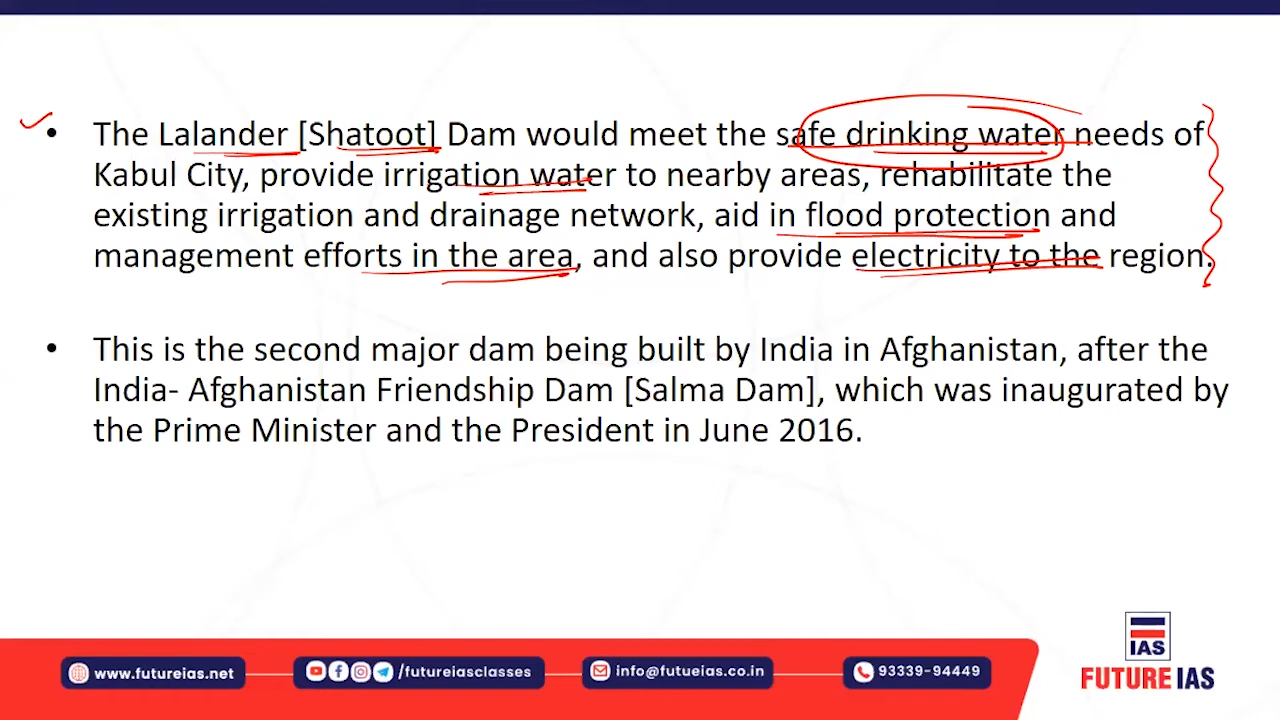 • The Lalander [Shatoot] Dam would meet the safe drinking water needs of
Kabul City, provide irrigation water to nearby areas, rehabilitate the
existing irrigation and drainage network, aid in flood protection and
management efforts in the area, and also provide electricity to the region.
• This is the second major dam being built by India in Afghanistan, after the
India- Afghanistan Friendship Dam [Salma Dam], which was inaugurated by
the Prime Minister and the President in June 2016.
IAS
FUTURE IAS
www.futureias.net
/futureiasclasses
info@futueias.co.in
93339-94449